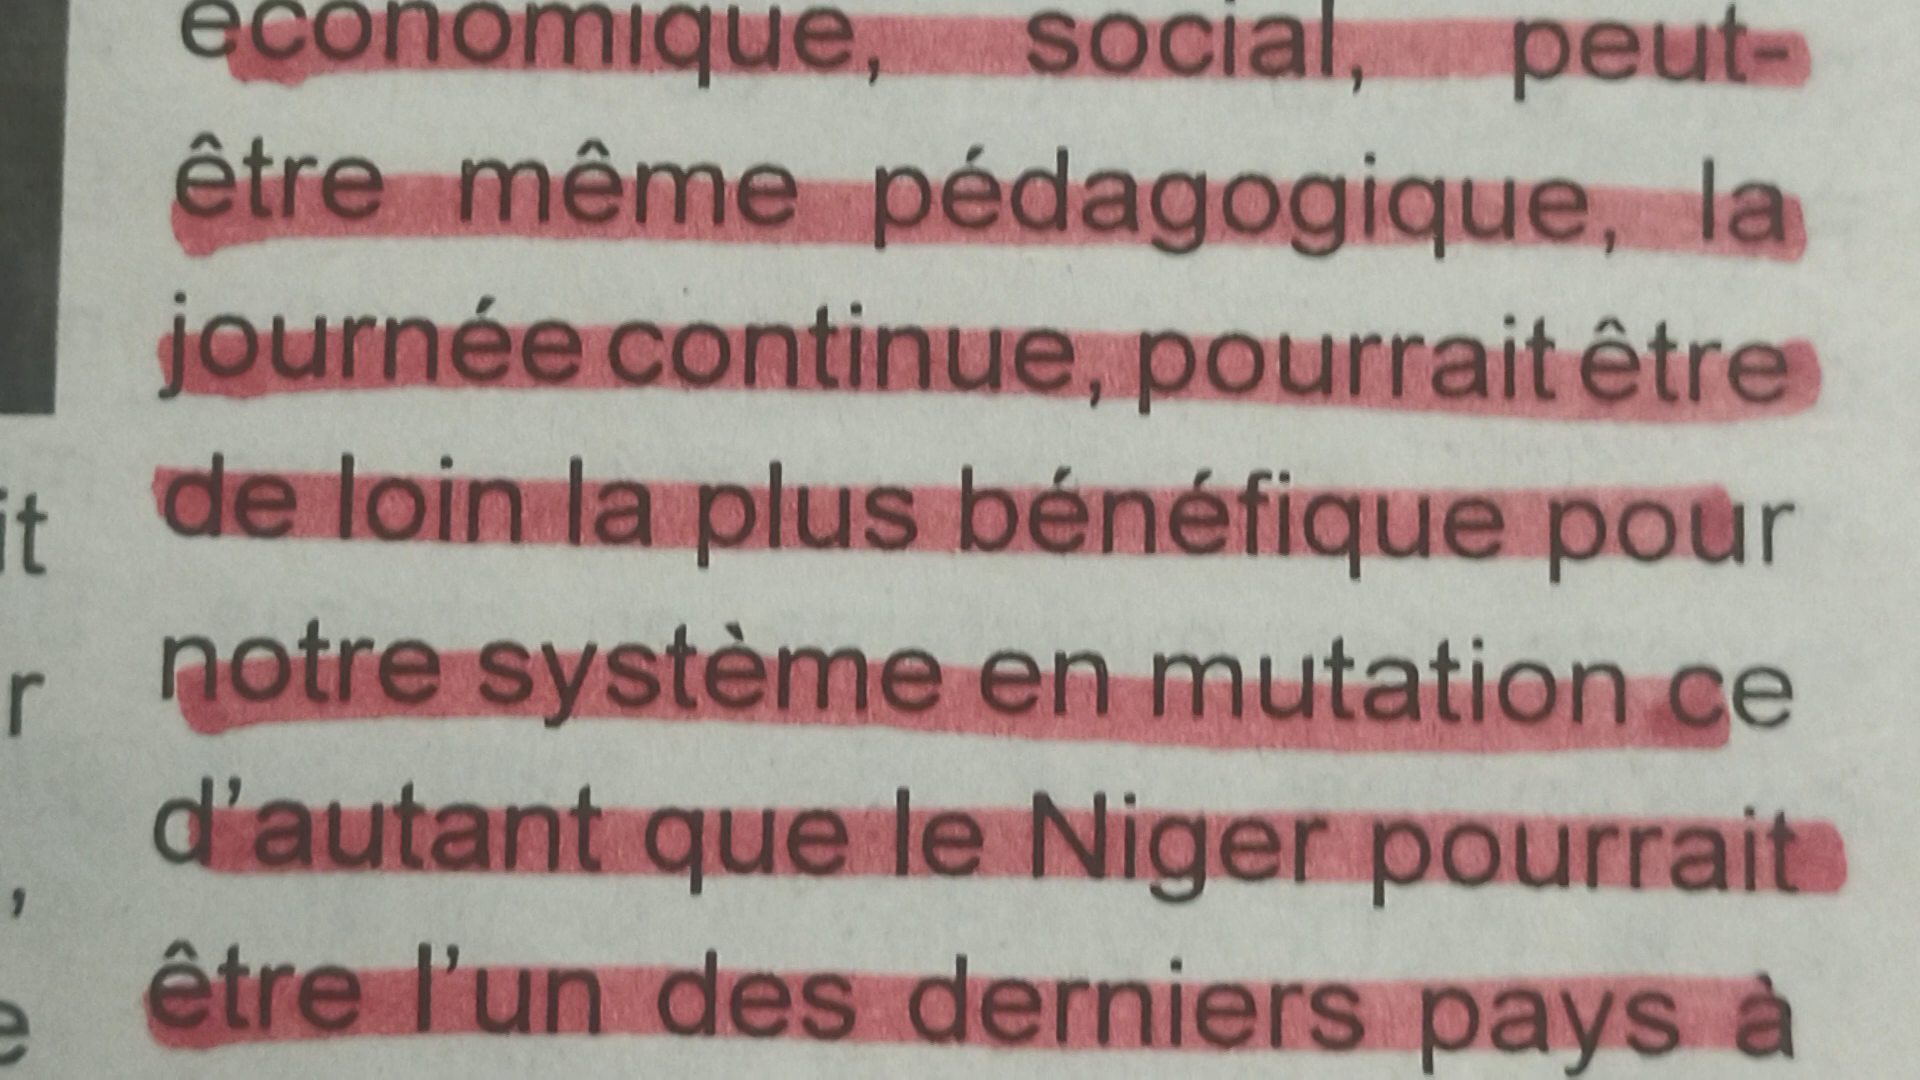 économique, social, peut-
être même pédagogique, la
journée continue, pourrait être
de loin la plus bénéfique pour
notre système en mutation ce
d'autant que le Niger pourrait
être l'un des derniers pays à
it
r
,
e